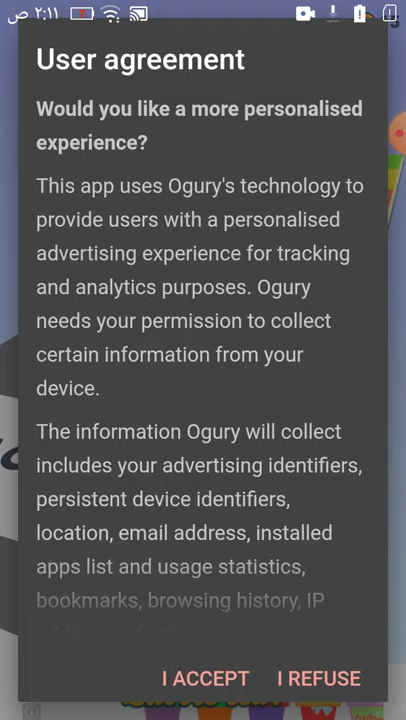 ٢:١١ ص
User agreement
Would you like a more personalised
experience?
This app uses Ogury's technology to
provide users with a personalised
advertising experience for tracking
and analytics purposes. Ogury
needs your permission to collect
certain information from your
device.
The information Ogury will collect
includes your advertising identifiers,
persistent device identifiers,
location, email address, installed
apps list and usage statistics,
bookmarks, browsing history, IP
I ACCEPT
I REFUSE